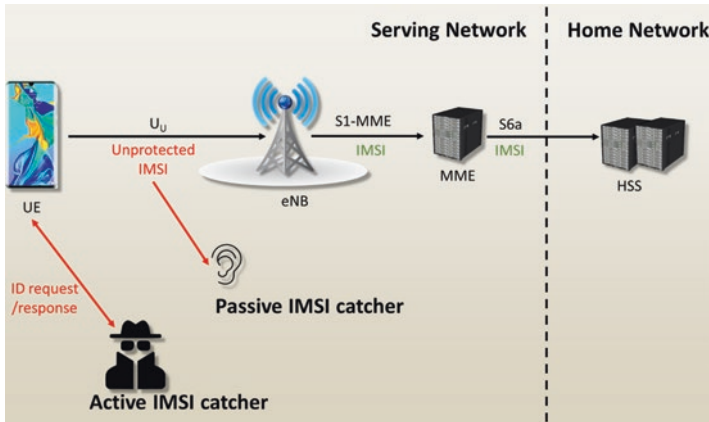 Serving Network
Home Network
U_U
S1-MME
S6a
Unprotected
IMSI
IMSI
IMSI
MME
HSS
UE
eNB
ID request
/response
Passive IMSI catcher
Active IMSI catcher